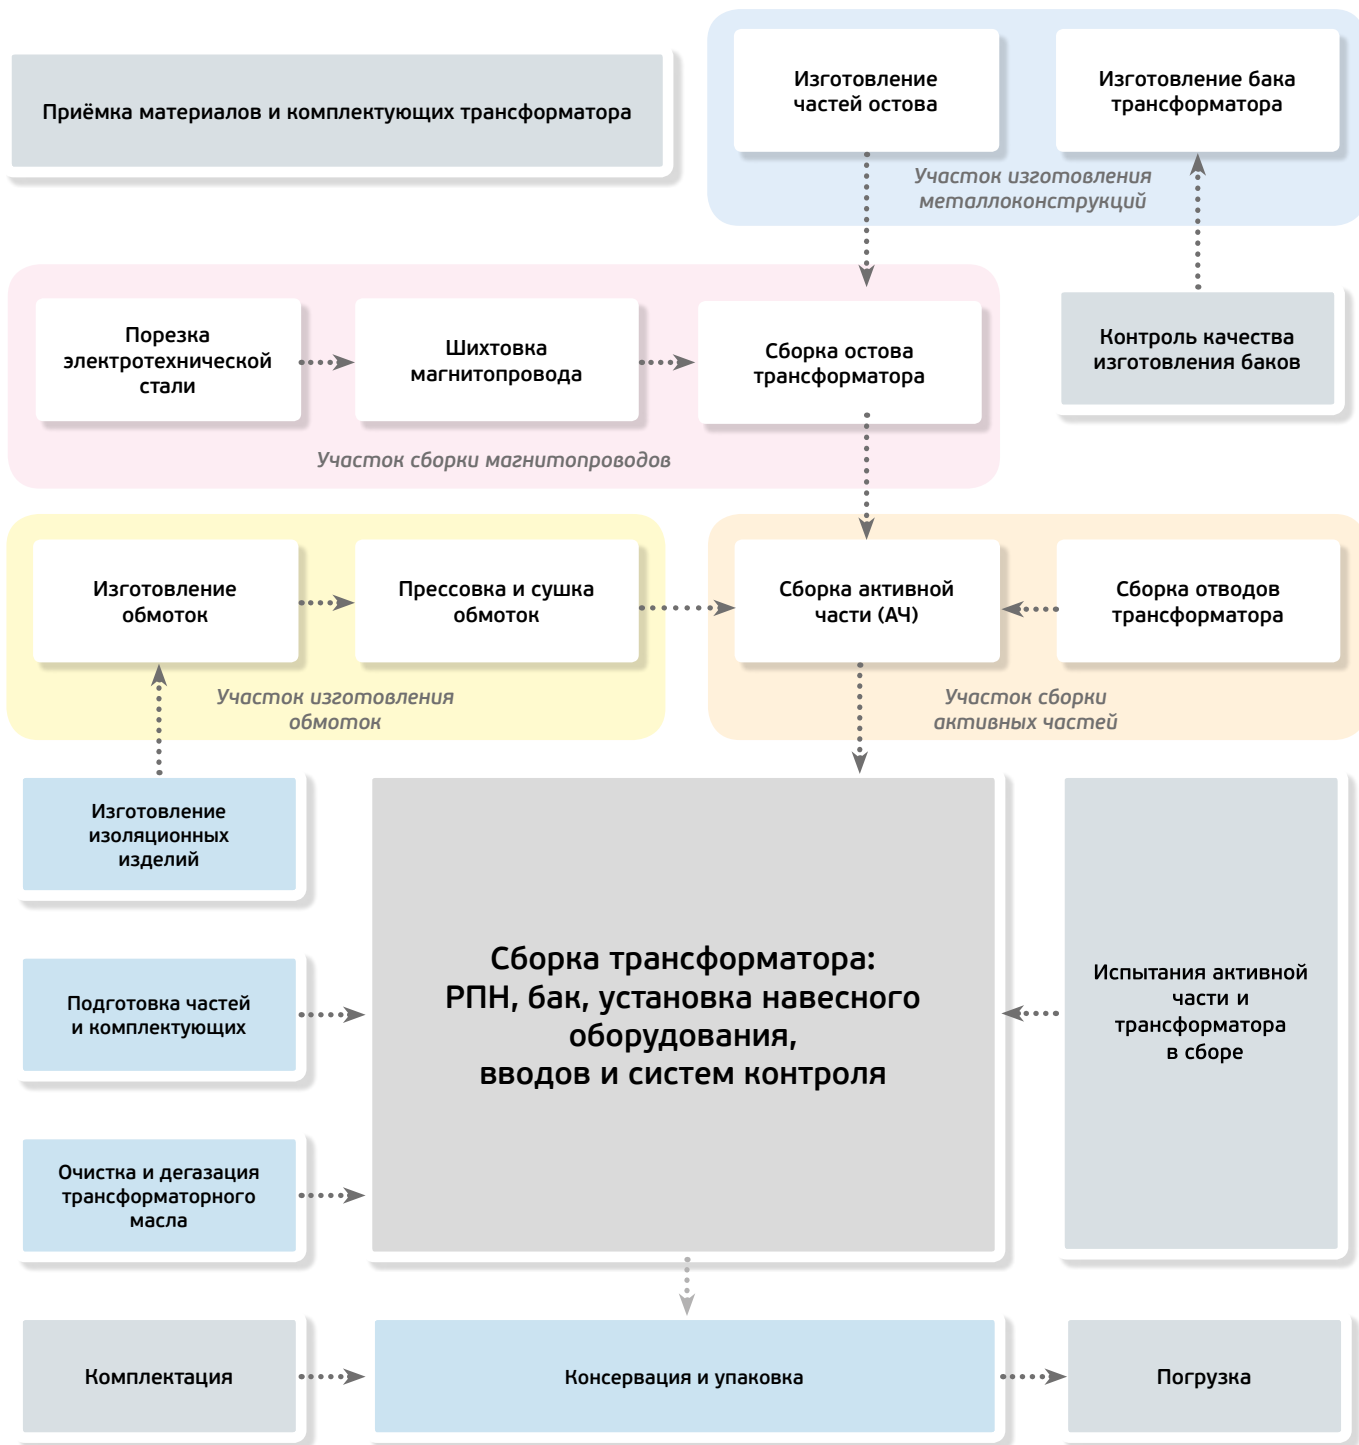 Приёмка материалов и комплектующих трансформатора
Изготовление
частей остова
Изготовление бака
трансформатора
Участок изготовления
металлоконструкций
Порезка
электротехнической
стали
Шихтовка
магнитопровода
Сборка остова
трансформатора
Контроль качества
изготовления баков
Участок сборки магнитопроводов
Изготовление
обмоток
Прессовка и сушка
обмоток
Сборка активной
части (АЧ)
Сборка отводов
трансформатора
Участок изготовления
обмоток
Участок сборки
активных частей
Изготовление
изоляционных
изделий
Подготовка частей
и комплектующих
Очистка и дегазация
трансформаторного
масла
Сборка трансформатора:
РПН, бак, установка навесного
оборудования,
вводов и систем контроля
Испытания активной
части и
трансформатора
в сборе
Комплектация
Консервация и упаковка
Погрузка